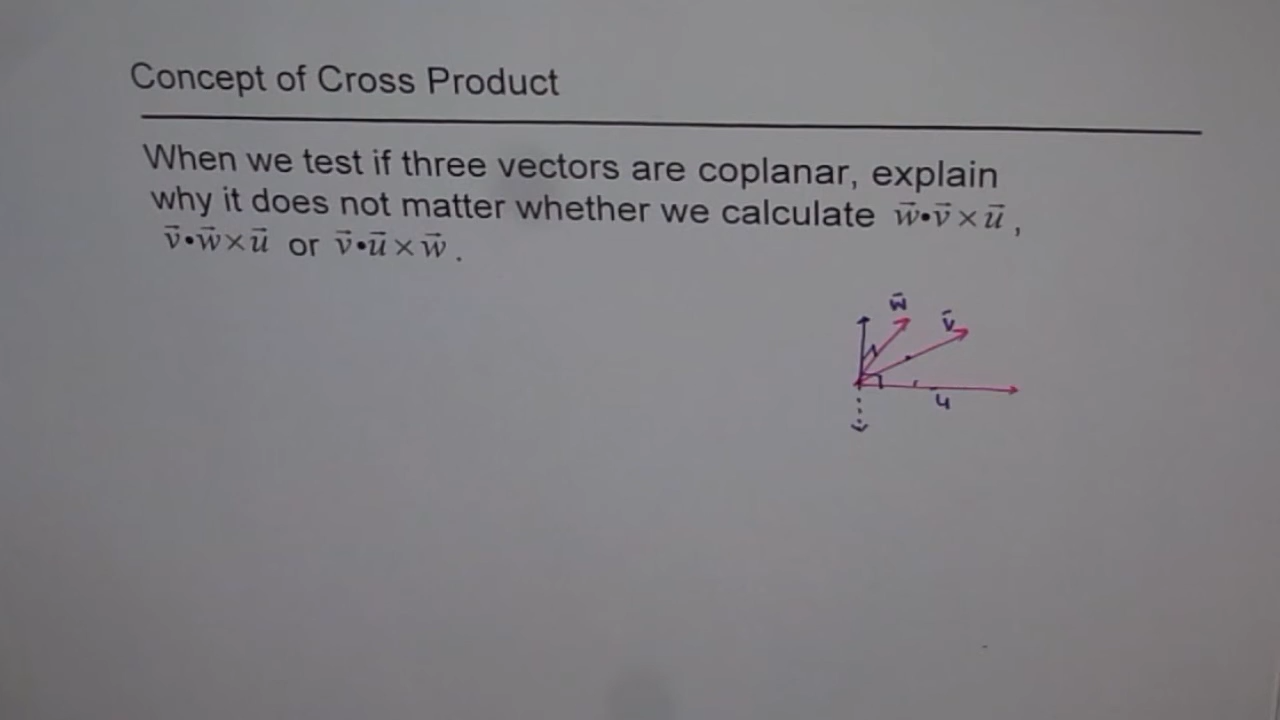 Concept of Cross Product
When we test if three vectors are coplanar, explain
why it does not matter whether we calculate w⃗•v⃗×u⃗ ,
v⃗•w⃗×u⃗ or v⃗•u⃗×w⃗ .
w̄
v̄
u